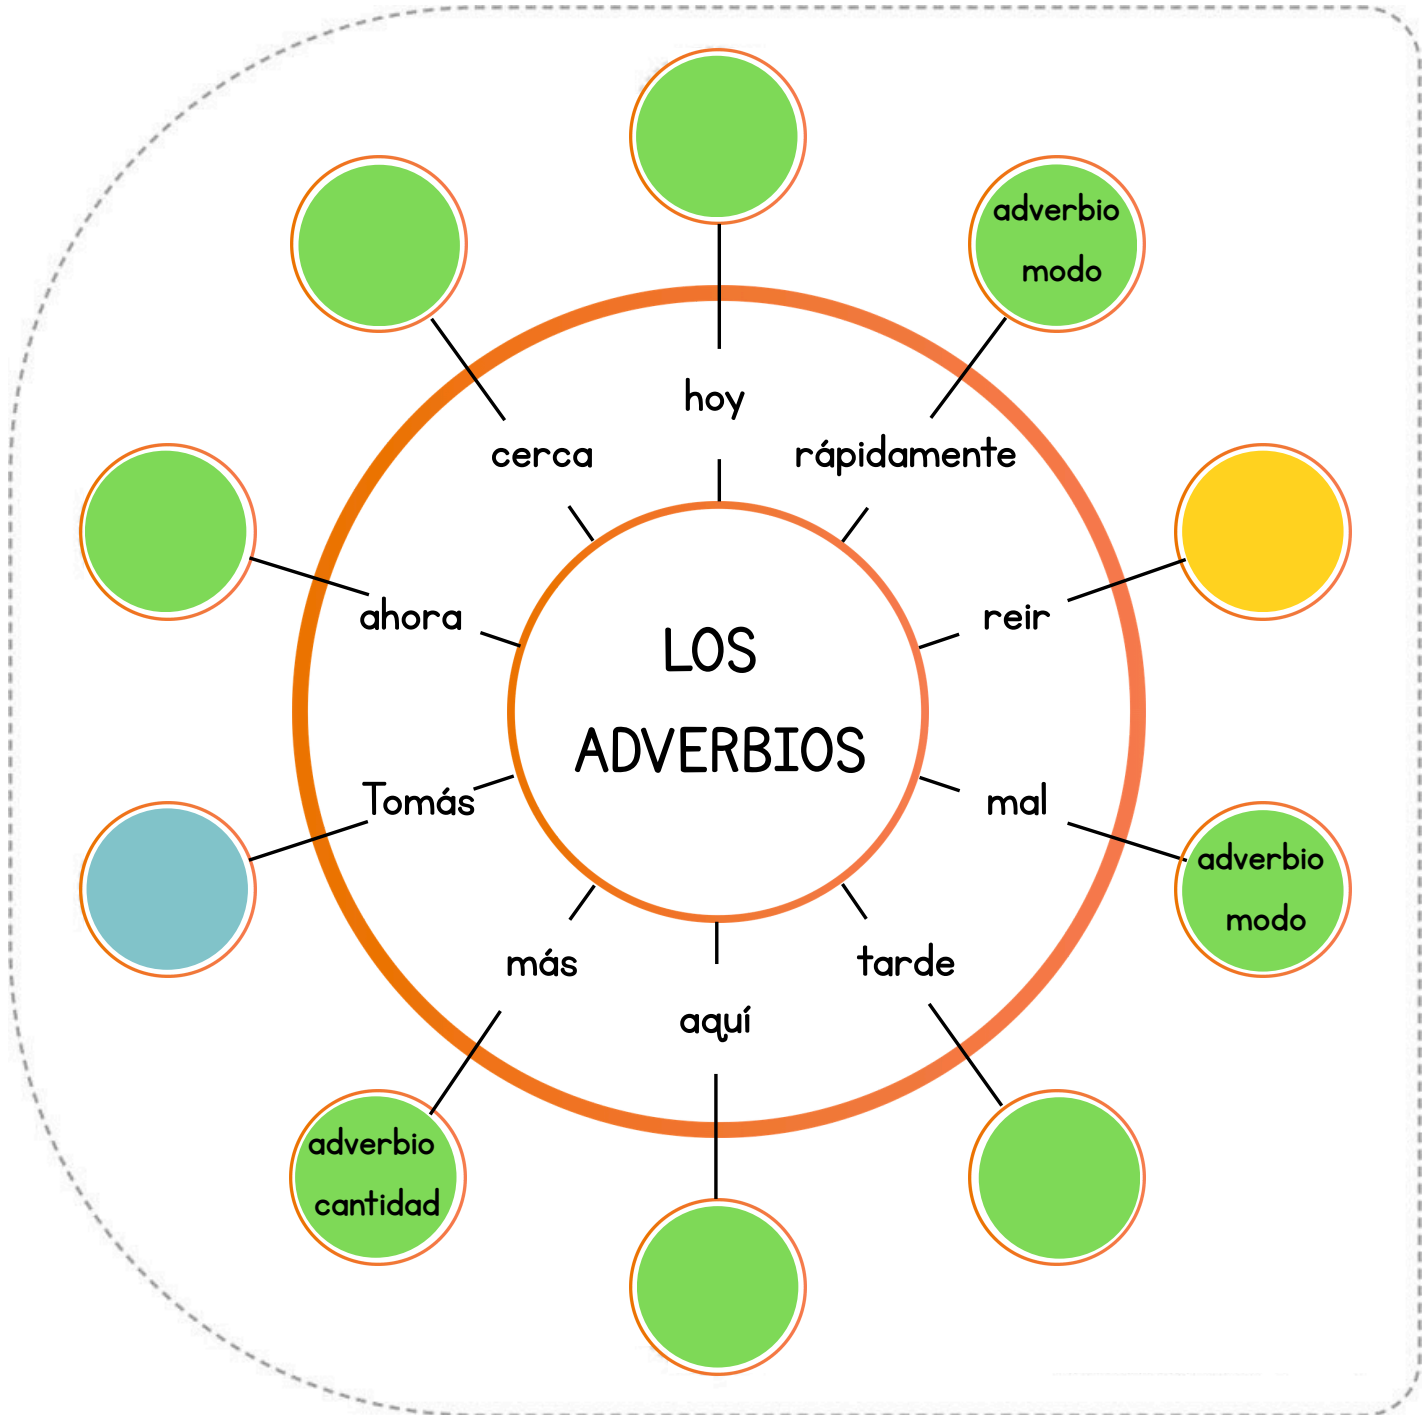 adverbio
modo
hoy
cerca
rápidamente
ahora
reir
LOS
ADVERBIOS
Tomás
mal
adverbio
modo
más
tarde
aquí
adverbio
cantidad